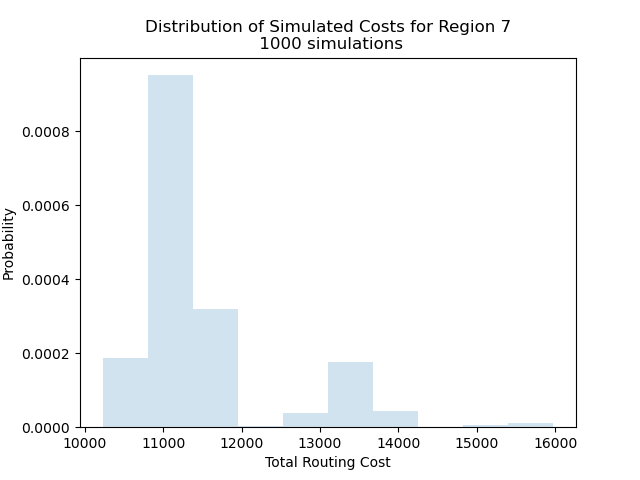 Distribution of Simulated Costs for Region 7
1000 simulations
Probability
0.0008
0.0006
0.0004
0.0002
0.0000
10000 11000 12000 13000 14000 15000 16000
Total Routing Cost